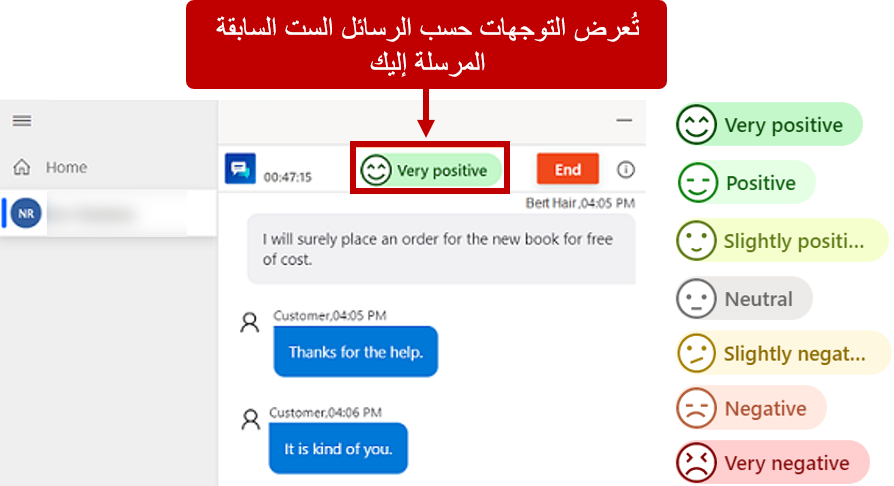 تُعرض التوجهات حسب الرسائل الست السابقة
المرسلة إليك
Home
NR
00:47:15
Very positive
End
Bert Hair,04:05 PM
I will surely place an order for the new book for free
of cost.
Customer,04:05 PM
Thanks for the help.
Customer,04:06 PM
It is kind of you.
Very positive
Positive
Slightly positi...
Neutral
Slightly negat...
Negative
Very negative